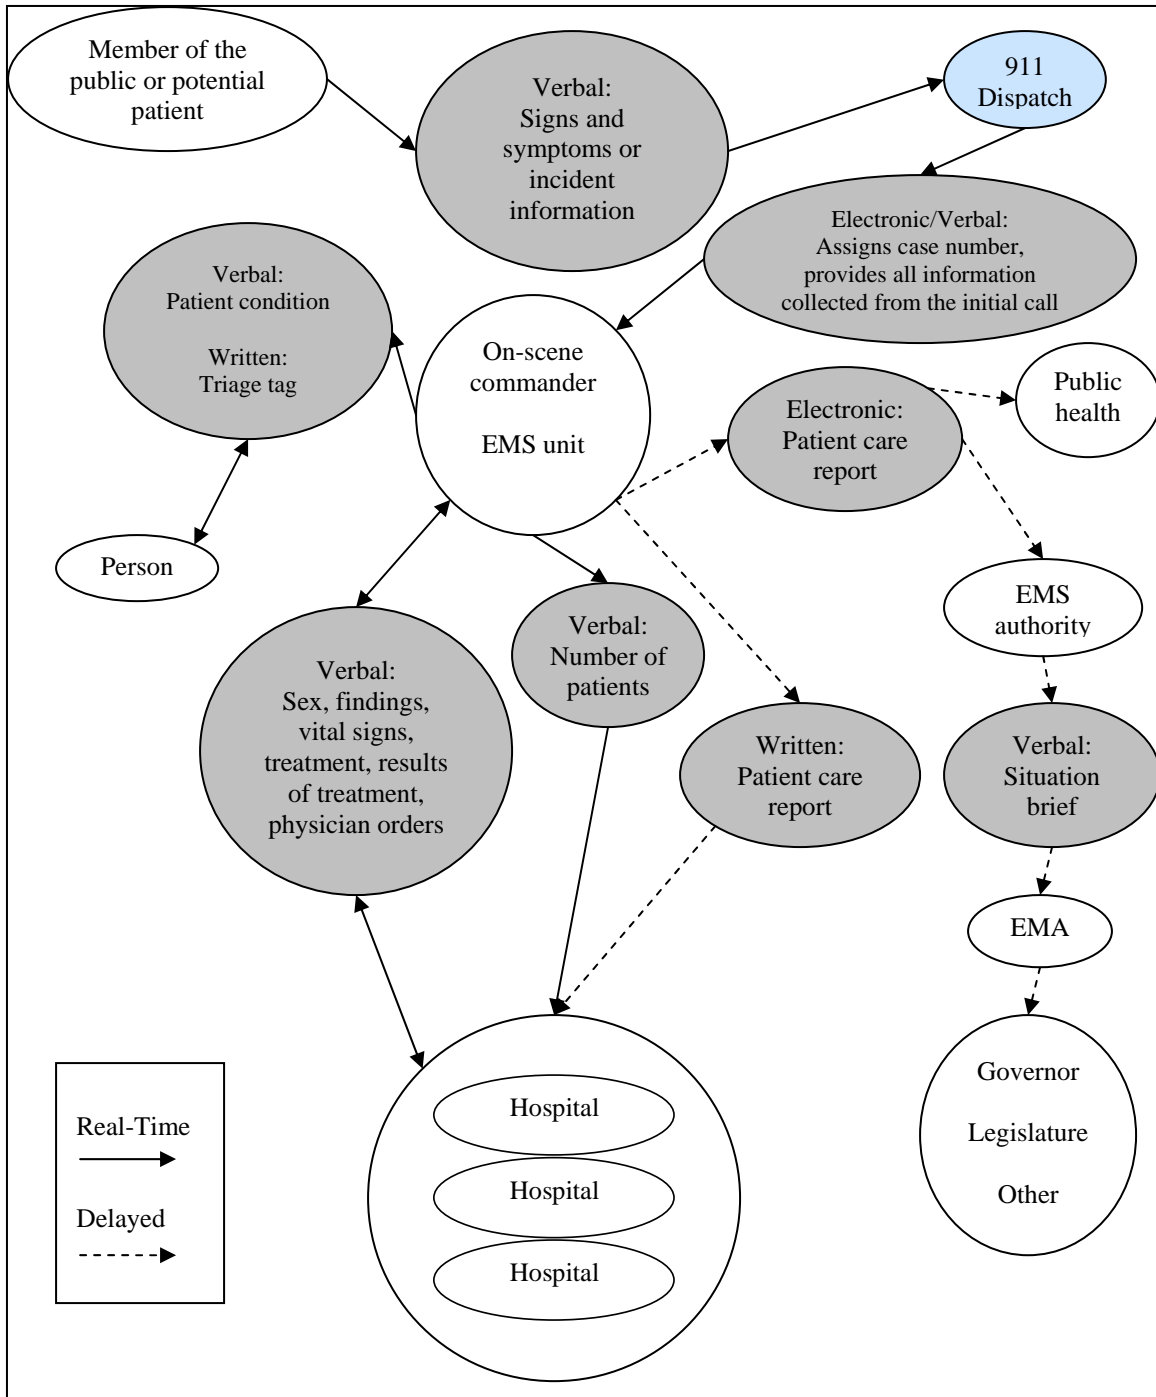 Member of the
public or potential
patient
Verbal:
Signs and
symptoms or
incident
information
911
Dispatch
Electronic/Verbal:
Assigns case number,
provides all information
collected from the initial call
Verbal:
Patient condition
Written:
Triage tag
On-scene
commander
EMS unit
Electronic:
Patient care
report
Public
health
Person
EMS
authority
Verbal:
Sex, findings,
vital signs,
treatment, results
of treatment,
physician orders
Verbal:
Number of
patients
Written:
Patient care
report
Verbal:
Situation
brief
EMA
Governor
Legislature
Other
Hospital
Hospital
Hospital
Real-Time
Delayed